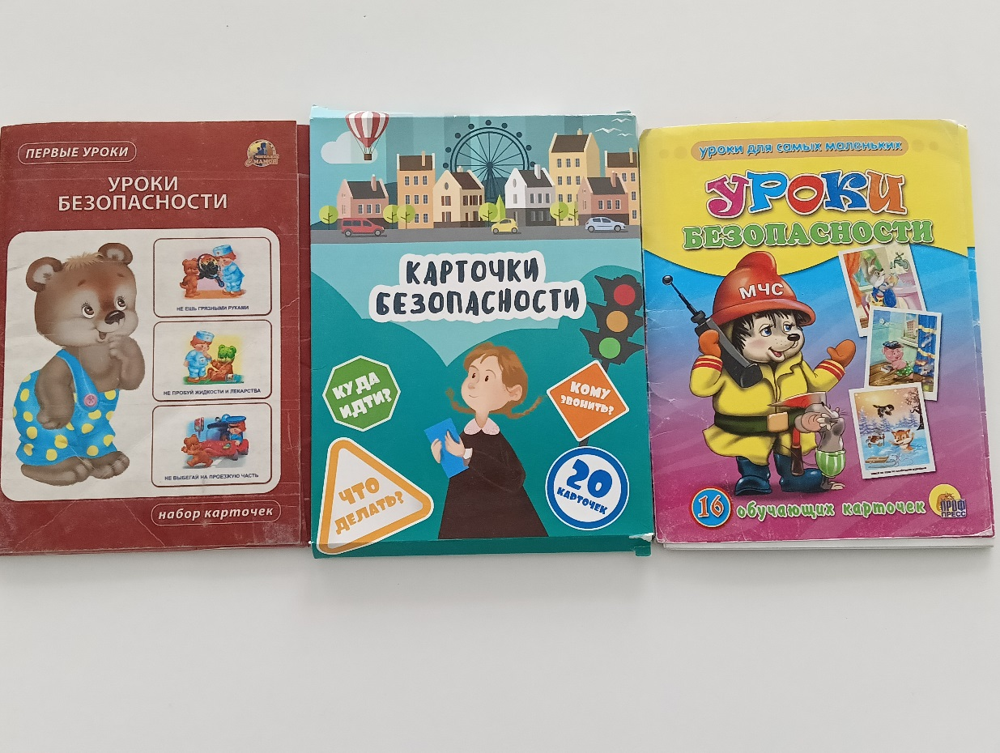 ПЕРВЫЕ УРОКИ
ЧИТАЕМ
С МАМОЙ
УРОКИ
БЕЗОПАСНОСТИ
НЕ ЕШЬ ГРЯЗНЫМИ РУКАМИ
НЕ ПРОБУЙ ЖИДКОСТИ И ЛЕКАРСТВА
НЕ ВЫБЕГАЙ НА ПРОЕЗЖУЮ ЧАСТЬ
набор карточек
КАРТОЧКИ
БЕЗОПАСНОСТИ
КУДА
ИДТИ?
КОМУ
ЗВОНИТЬ?
ЧТО
ДЕЛАТЬ?
20
КАРТОЧЕК
уроки для самых маленьких
УРОКИ
БЕЗОПАСНОСТИ
МЧС
16 обучающих карточек
ПРОФ
ПРЕСС